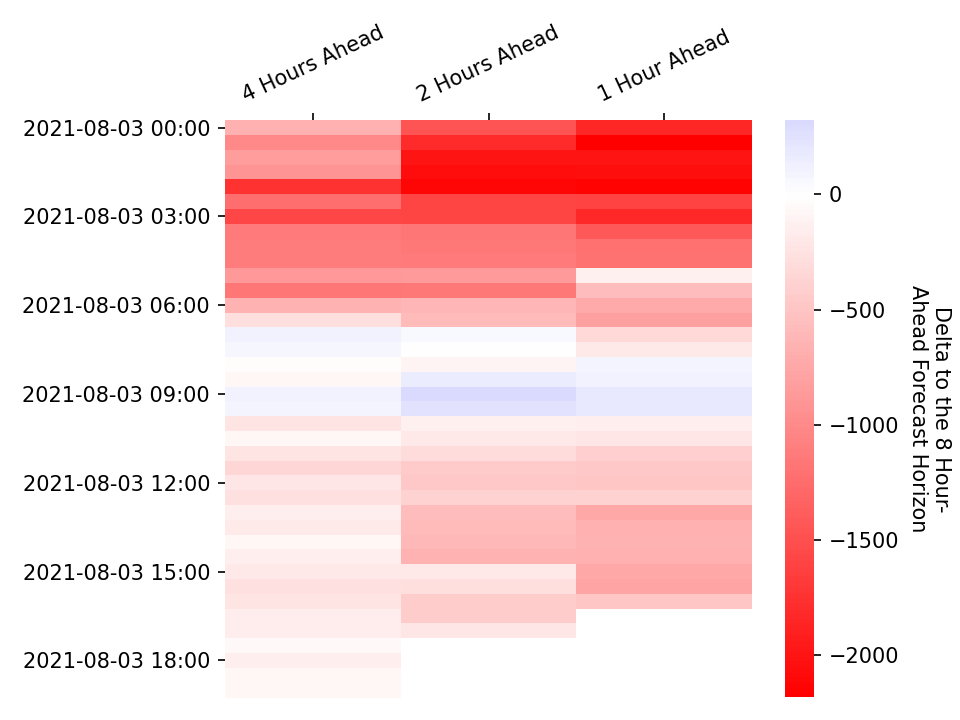 4 Hours Ahead
2 Hours Ahead
1 Hour Ahead
2021-08-03 00:00
2021-08-03 03:00
2021-08-03 06:00
2021-08-03 09:00
2021-08-03 12:00
2021-08-03 15:00
2021-08-03 18:00
0
−500
−1000
−1500
−2000
Delta to the 8 Hour-
Ahead Forecast Horizon